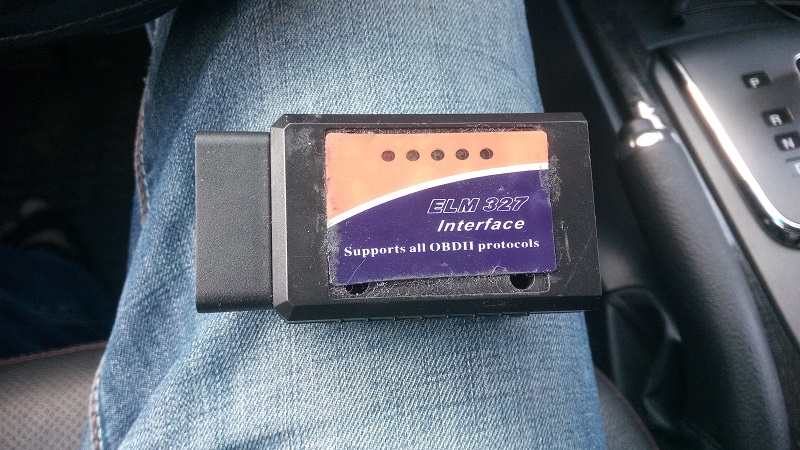 ELM 327
Interface
Supports all OBDII protocols
P
R
N